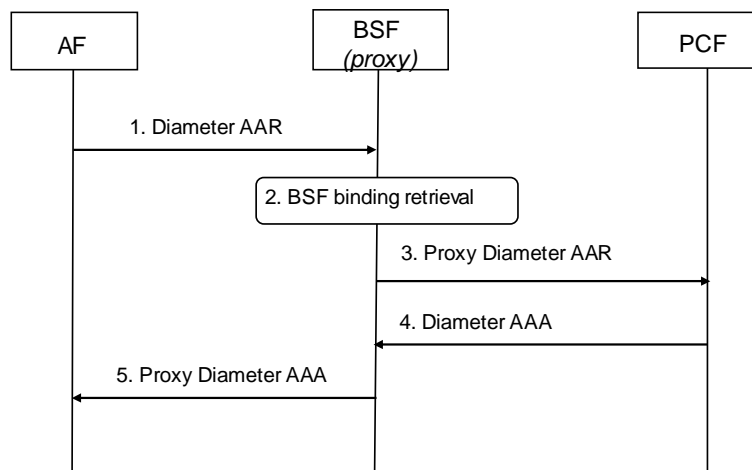 AF
BSF
(proxy)
PCF
1. Diameter AAR
2. BSF binding retrieval
3. Proxy Diameter AAR
4. Diameter AAA
5. Proxy Diameter AAA